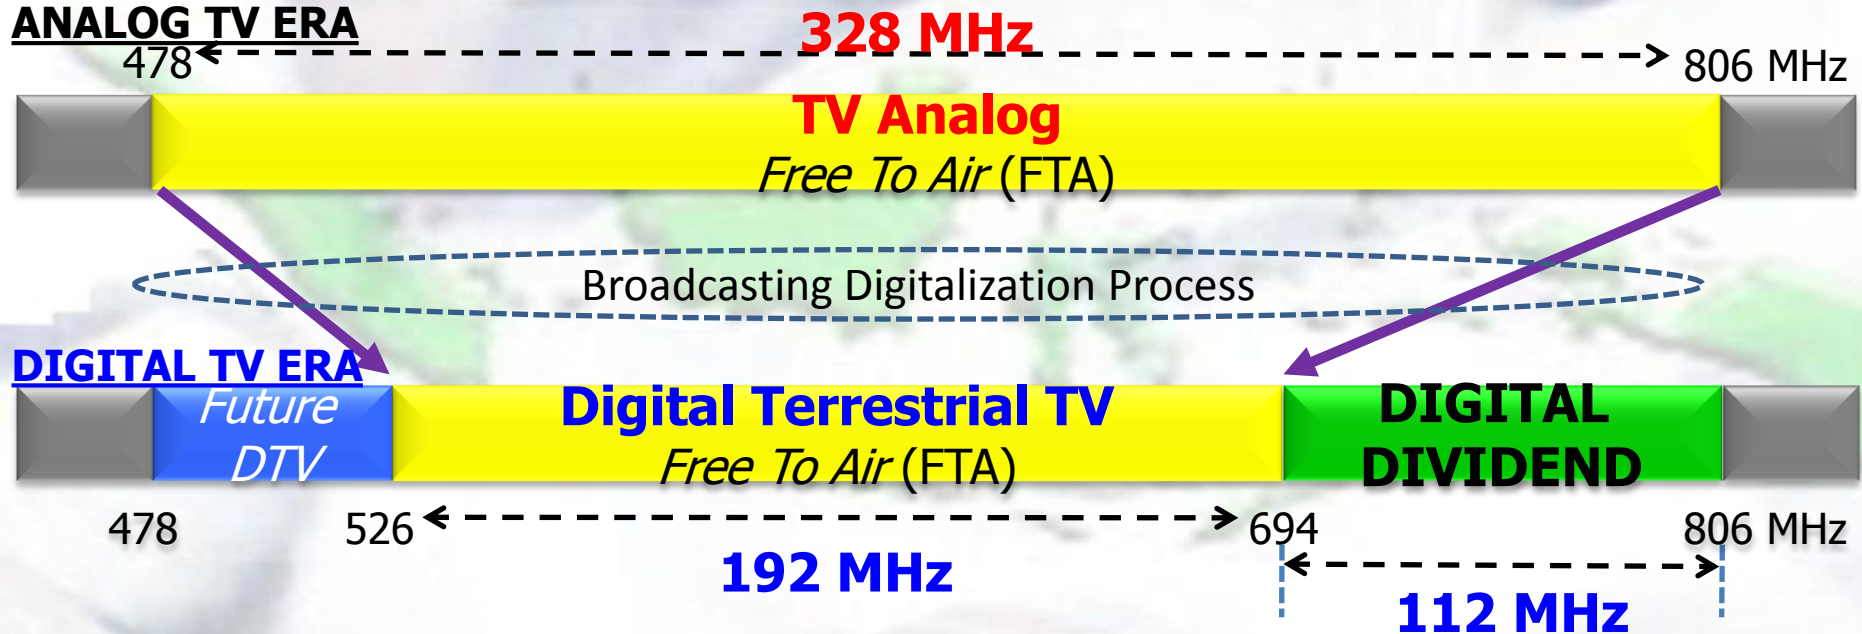 ANALOG TV ERA
328 MHz
478
806 MHz
TV Analog
Free To Air (FTA)
Broadcasting Digitalization Process
DIGITAL TV ERA
Future
DTV
Digital Terrestrial TV
Free To Air (FTA)
DIGITAL
DIVIDEND
478
526
694
806 MHz
192 MHz
112 MHz